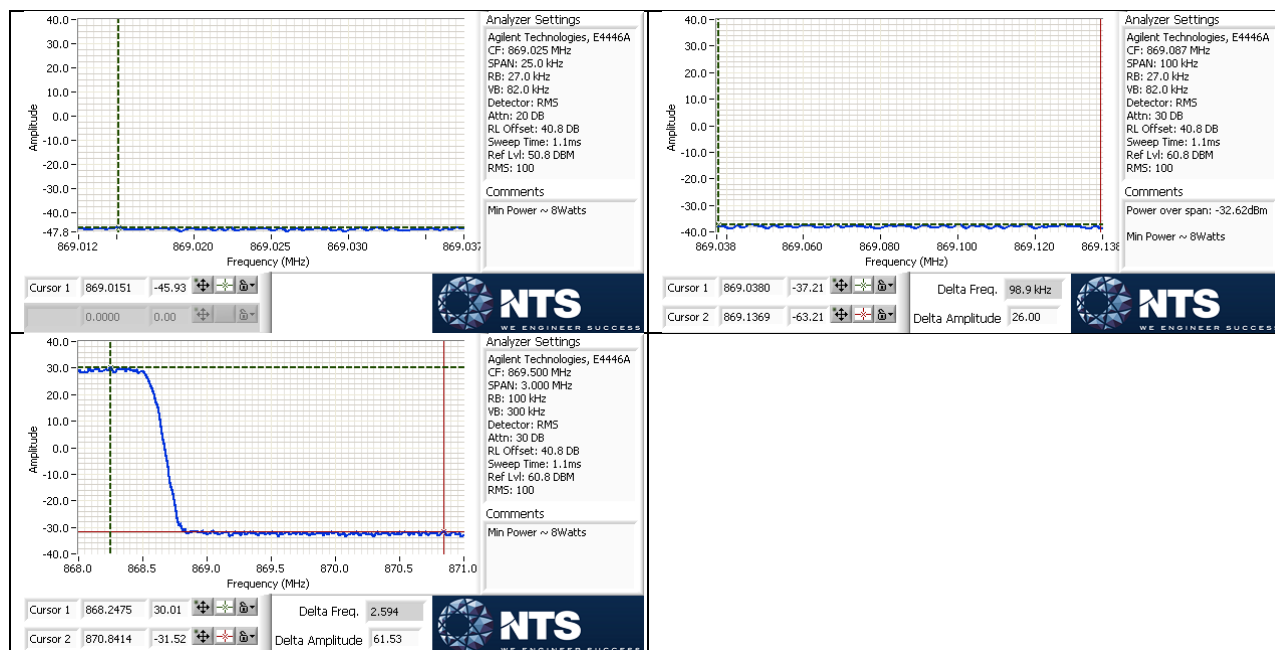 Analyzer Settings
Agilent Technologies, E4446A
CF: 869.025 MHz
SPAN: 25.0 kHz
RB: 27.0 kHz
VB: 82.0 kHz
Detector: RMS
Attn: 20 DB
RL Offset: 40.8 DB
Sweep Time: 1.1ms
Ref Lvl: 50.8 DBM
RMS: 100
Comments
Min Power ~ 8Watts
Amplitude
40.0
30.0
20.0
10.0
0.0
-10.0
-20.0
-30.0
-40.0
-47.8
869.012 869.020 869.025 869.030 869.037
Frequency (MHz)
Cursor 1 869.0151 -45.93
0.0000 0.00
NTS
WE ENGINEER SUCCESS
Analyzer Settings
Agilent Technologies, E4446A
CF: 869.087 MHz
SPAN: 100 kHz
RB: 27.0 kHz
VB: 82.0 kHz
Detector: RMS
Attn: 30 DB
RL Offset: 40.8 DB
Sweep Time: 1.1ms
Ref Lvl: 60.8 DBM
RMS: 100
Comments
Power over span: -32.62dBm
Min Power ~ 8Watts
Amplitude
40.0
30.0
20.0
10.0
0.0
-10.0
-20.0
-30.0
-40.0
869.038 869.060 869.080 869.100 869.120 869.138
Frequency (MHz)
Cursor 1 869.0380 -37.21
Cursor 2 869.1369 -63.21
Delta Freq. 98.9 kHz
Delta Amplitude 26.00
NTS
WE ENGINEER SUCCESS
Analyzer Settings
Agilent Technologies, E4446A
CF: 869.500 MHz
SPAN: 3.000 MHz
RB: 100 kHz
VB: 300 kHz
Detector: RMS
Attn: 30 DB
RL Offset: 40.8 DB
Sweep Time: 1.1ms
Ref Lvl: 60.8 DBM
RMS: 100
Comments
Min Power ~ 8Watts
Amplitude
40.0
30.0
20.0
10.0
0.0
-10.0
-20.0
-30.0
-40.0
868.0 868.5 869.0 869.5 870.0 870.5 871.0
Frequency (MHz)
Cursor 1 868.2475 30.01
Cursor 2 870.8414 -31.52
Delta Freq. 2.594
Delta Amplitude 61.53
NTS
WE ENGINEER SUCCESS